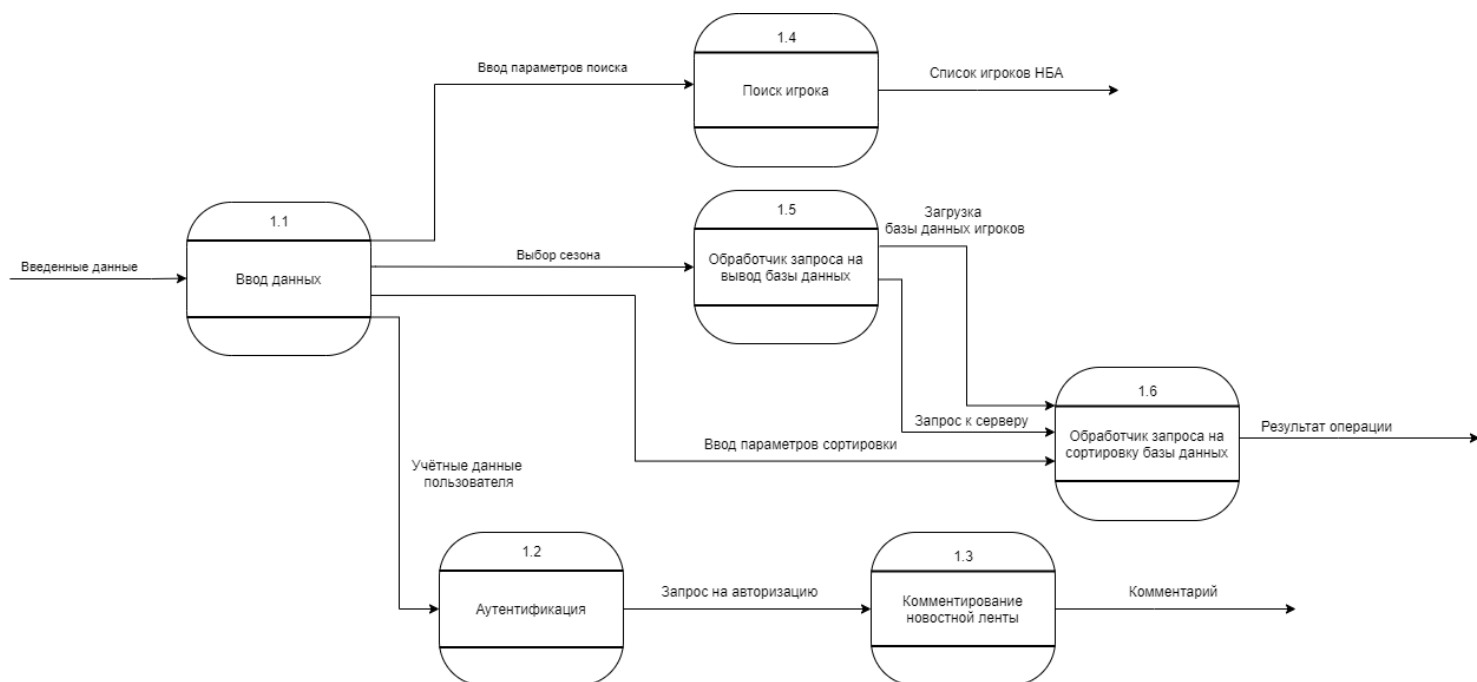 1.4
Ввод параметров поиска
Поиск игрока
Список игроков НБА
1.1
Введенные данные
Ввод данных
Выбор сезона
1.5
Обработчик запроса на
вывод базы данных
Загрузка
базы данных игроков
1.6
Запрос к серверу
Ввод параметров сортировки
Обработчик запроса на
сортировку базы данных
Результат операции
Учётные данные
пользователя
1.2
Аутентификация
Запрос на авторизацию
1.3
Комментирование
новостной ленты
Комментарий